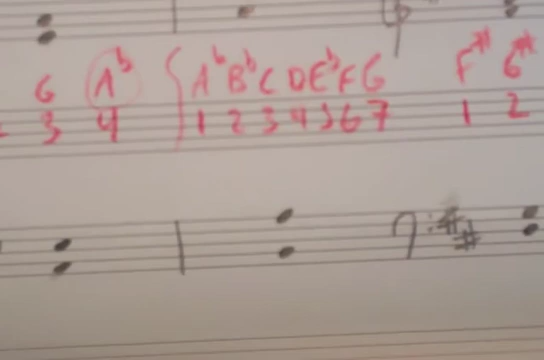 G A♭ ( A♭ B♭ C D E♭ F G F# G#
3 4 1 2 3 4 5 6 7 1 2